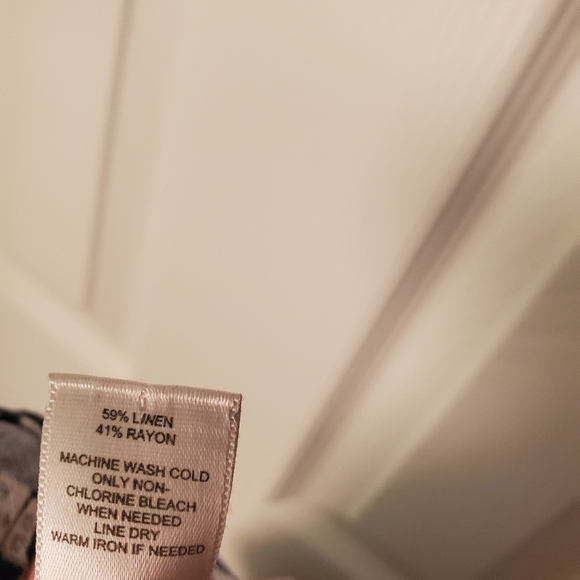 59% LINEN
41% RAYON
MACHINE WASH COLD
ONLY NON-
CHLORINE BLEACH
WHEN NEEDED
LINE DRY
WARM IRON IF NEEDED